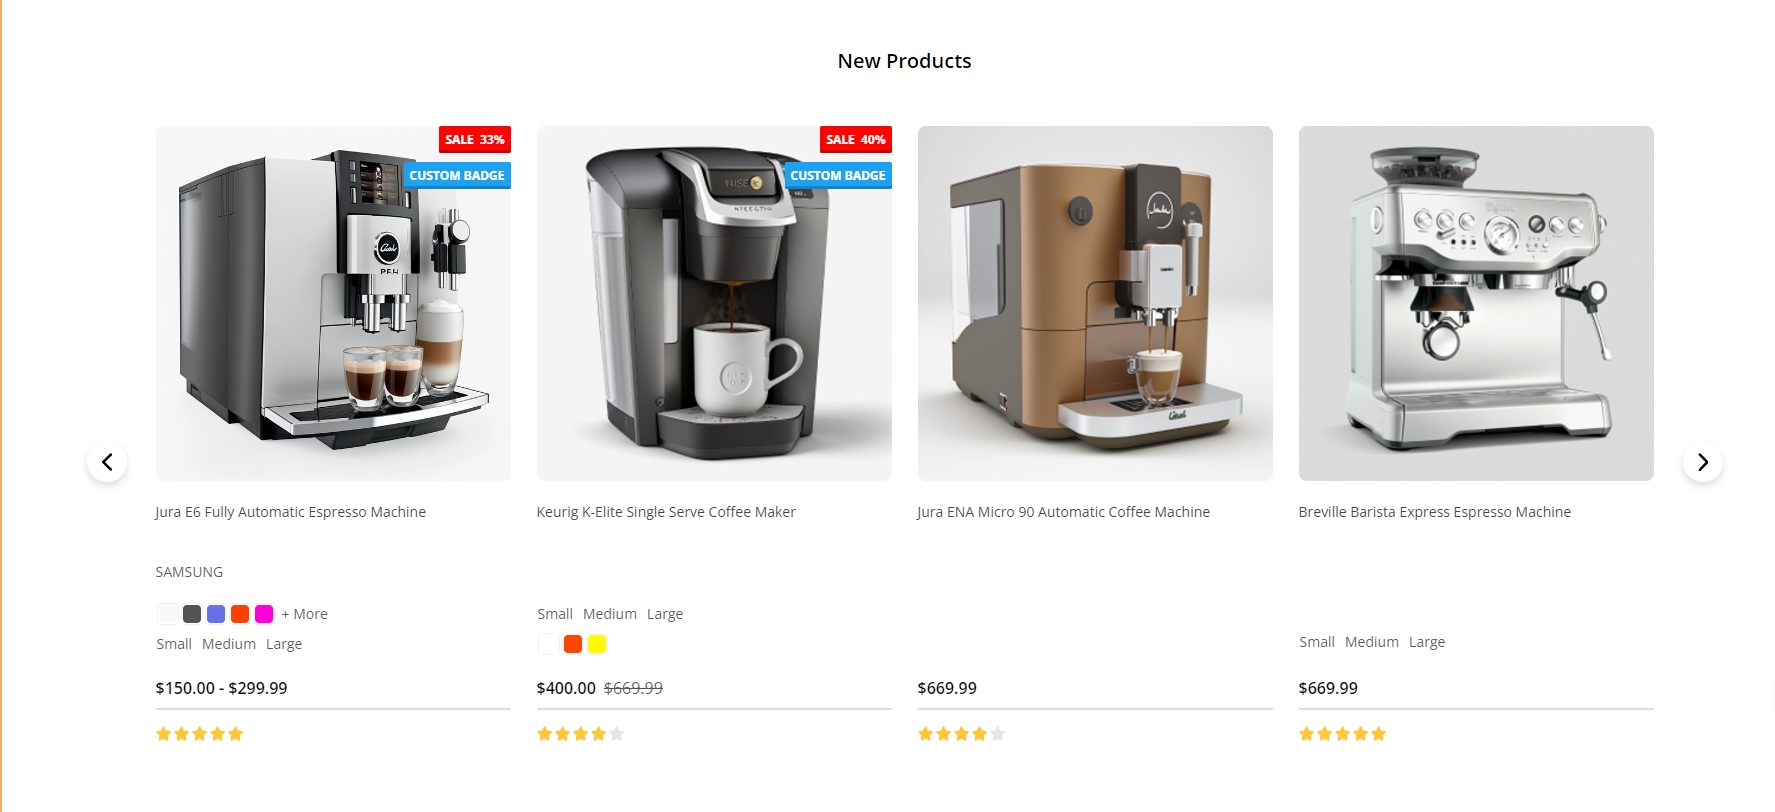 New Products
SALE 33%
CUSTOM BADGE
SALE 40%
CUSTOM BADGE
Jura E6 Fully Automatic Espresso Machine
SAMSUNG
+ More
Small Medium Large
$150.00 - $299.99
Keurig K-Elite Single Serve Coffee Maker
Small Medium Large
$400.00 $669.99
Jura ENA Micro 90 Automatic Coffee Machine
$669.99
Breville Barista Express Espresso Machine
Small Medium Large
$669.99